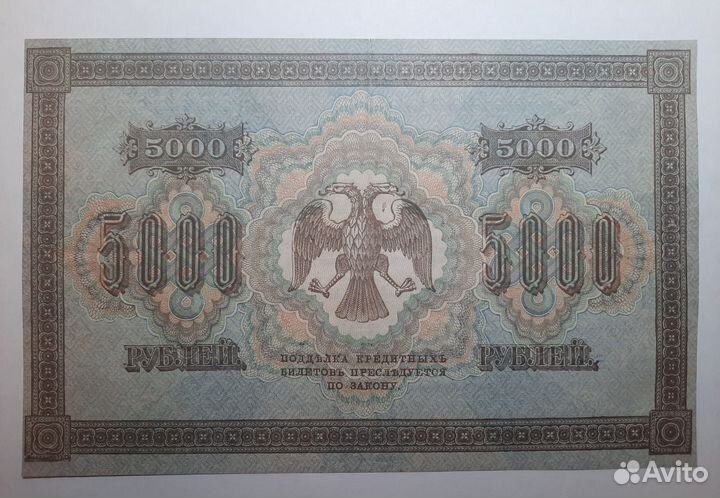 5000 5000
5000 5000
РУБЛЕЙ. РУБЛЕЙ.
ПОДДѢЛКА КРЕДИТНЫХЪ
БИЛЕТОВЪ ПРЕСЛѢДУЕТСЯ
ПО ЗАКОНУ.
Avito